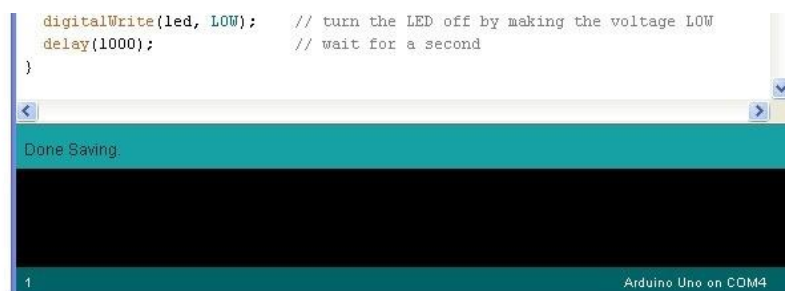 digitalWrite(led, LOW);    // turn the LED off by making the voltage LOW
delay(1000);               // wait for a second
}
Done Saving.
1 Arduino Uno on COM4